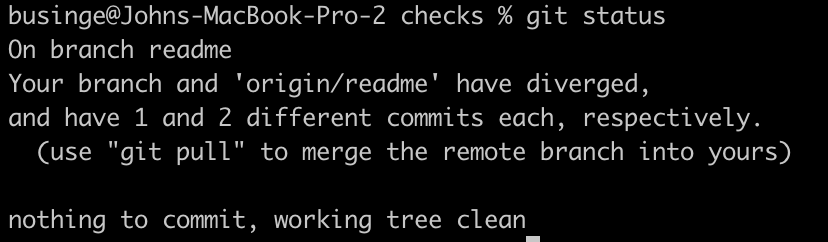 businge@Johns-MacBook-Pro-2 checks % git status
On branch readme
Your branch and 'origin/readme' have diverged,
and have 1 and 2 different commits each, respectively.
  (use "git pull" to merge the remote branch into yours)

nothing to commit, working tree clean